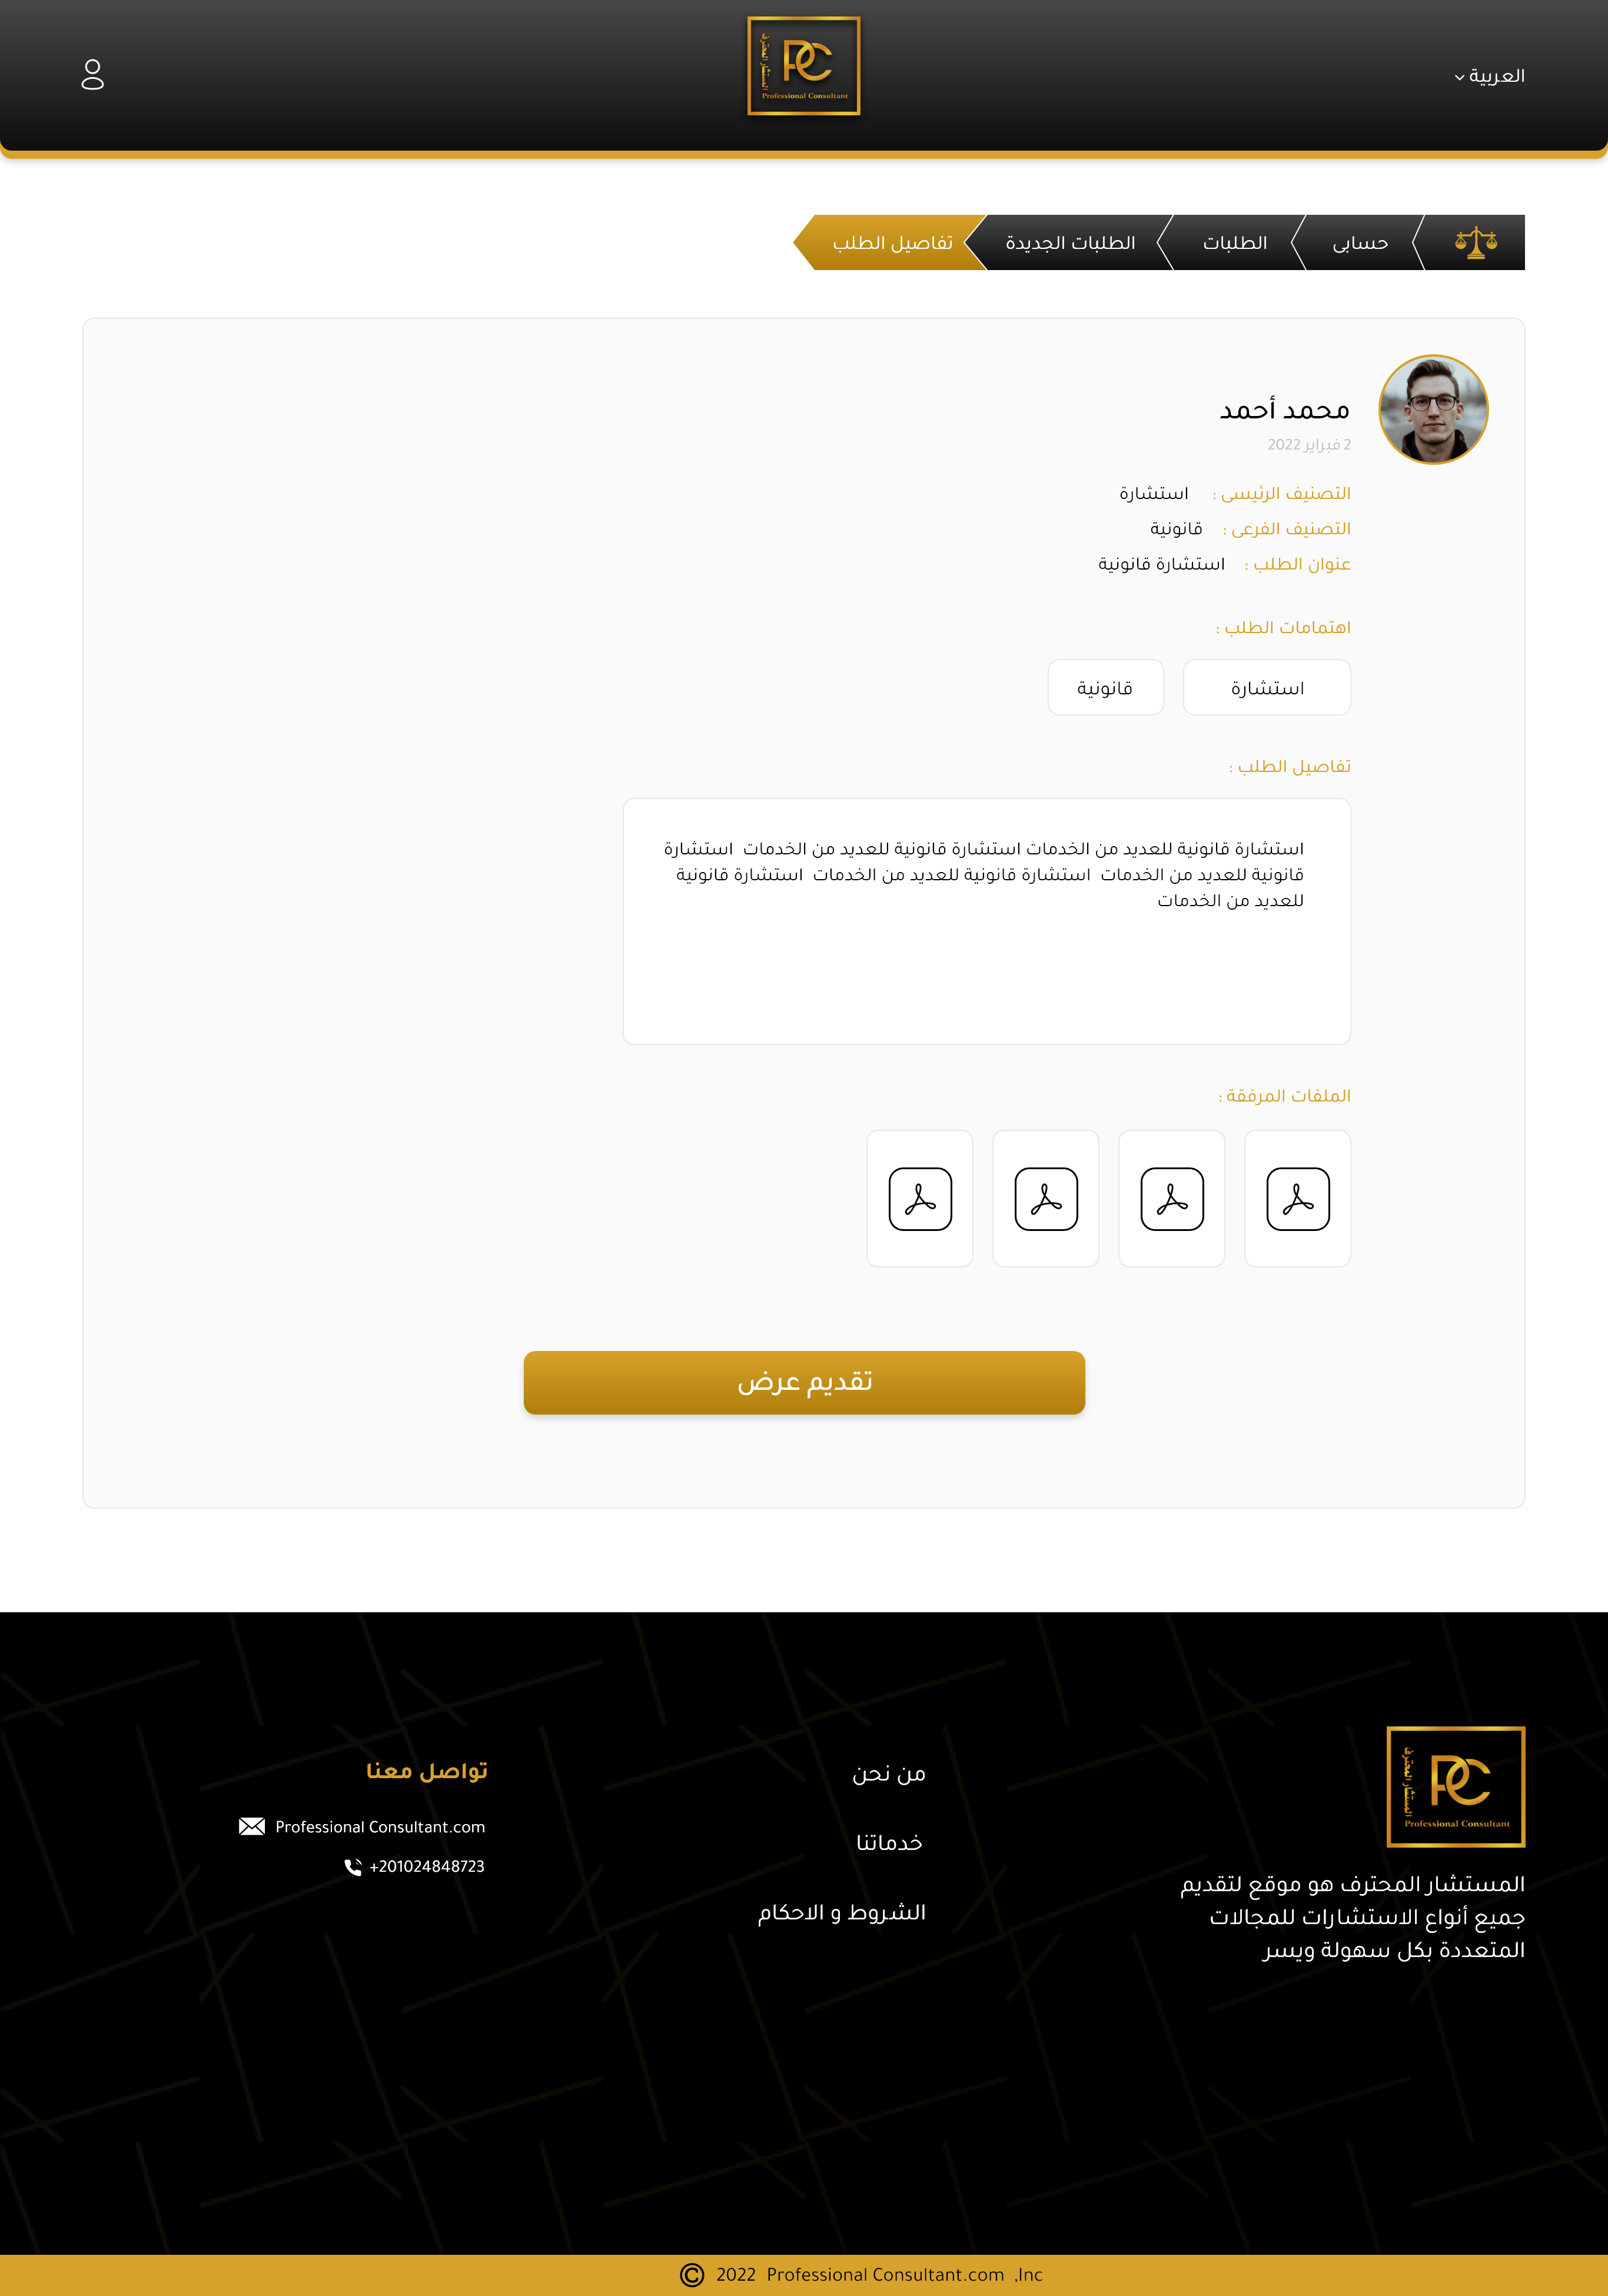 العربية
المستشار المحترف
PC
Professional Consultant
حسابى
الطلبات
الطلبات الجديدة
تفاصيل الطلب
محمد أحمد
2 فبراير 2022
التصنيف الرئيسى : استشارة
التصنيف الفرعى : قانونية
عنوان الطلب : استشارة قانونية
اهتمامات الطلب :
استشارة
قانونية
تفاصيل الطلب :
استشارة قانونية للعديد من الخدمات استشارة قانونية للعديد من الخدمات استشارة
قانونية للعديد من الخدمات استشارة قانونية للعديد من الخدمات استشارة قانونية
للعديد من الخدمات
الملفات المرفقة :
تقديم عرض
المستشار المحترف
PC
Professional Consultant
المستشار المحترف هو موقع لتقديم
جميع أنواع الاستشارات للمجالات
المتعددة بكل سهولة ويسر
من نحن
خدماتنا
الشروط و الاحكام
تواصل معنا
Professional Consultant.com
+201024848723
© 2022 Professional Consultant.com ,Inc